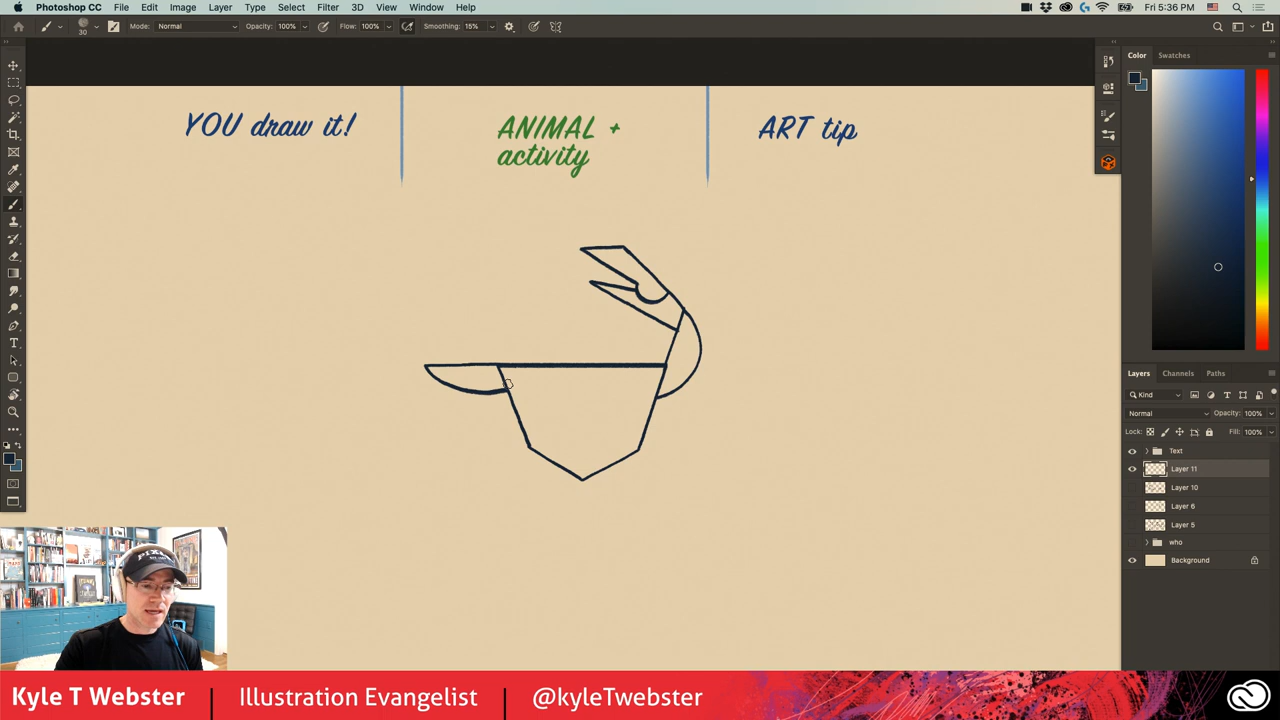 Photoshop CC File Edit Image Layer Type Select Filter 3D View Window Help Fri 5:36 PM
30 Mode: Normal Opacity: 100% Flow: 100% Smoothing: 15%
YOU draw it!
ANIMAL +
activity
ART tip
Color Swatches
Layers Channels Paths
Kind
Normal Opacity: 100%
Lock: Fill: 100%
Text
Layer 11
Layer 10
Layer 6
Layer 5
who
Background
Kyle T Webster | Illustration Evangelist | @kyleTwebster